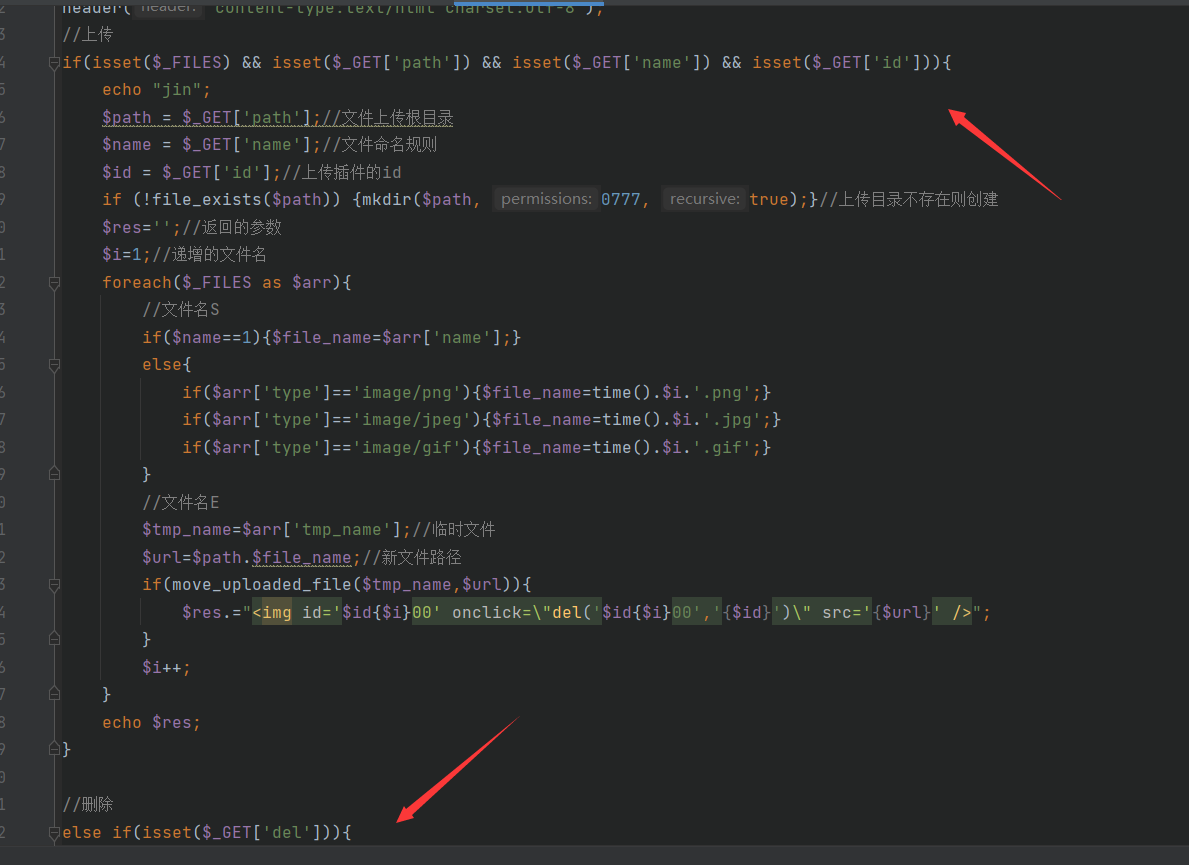 header( header: "content-type:text/html charset:utf-8");
//上传
if(isset($_FILES) && isset($_GET['path']) && isset($_GET['name']) && isset($_GET['id'])){
echo "jin";
$path = $_GET['path'];//文件上传根目录
$name = $_GET['name'];//文件命名规则
$id = $_GET['id'];//上传插件的id
if (!file_exists($path)) {mkdir($path, permissions: 0777, recursive: true);}//上传目录不存在则创建
$res='';//返回的参数
$i=1;//递增的文件名
foreach($_FILES as $arr){
//文件名S
if($name==1){$file_name=$arr['name'];}
else{
if($arr['type']=='image/png'){$file_name=time().$i.'.png';}
if($arr['type']=='image/jpeg'){$file_name=time().$i.'.jpg';}
if($arr['type']=='image/gif'){$file_name=time().$i.'.gif';}
}
//文件名E
$tmp_name=$arr['tmp_name'];//临时文件
$url=$path.$file_name;//新文件路径
if(move_uploaded_file($tmp_name,$url)){
$res.="<img id='$id{$i}00' onclick=\"del('$id{$i}00','{$id}')\" src='{$url}' />";
}
$i++;
}
echo $res;
}
//删除
else if(isset($_GET['del'])){